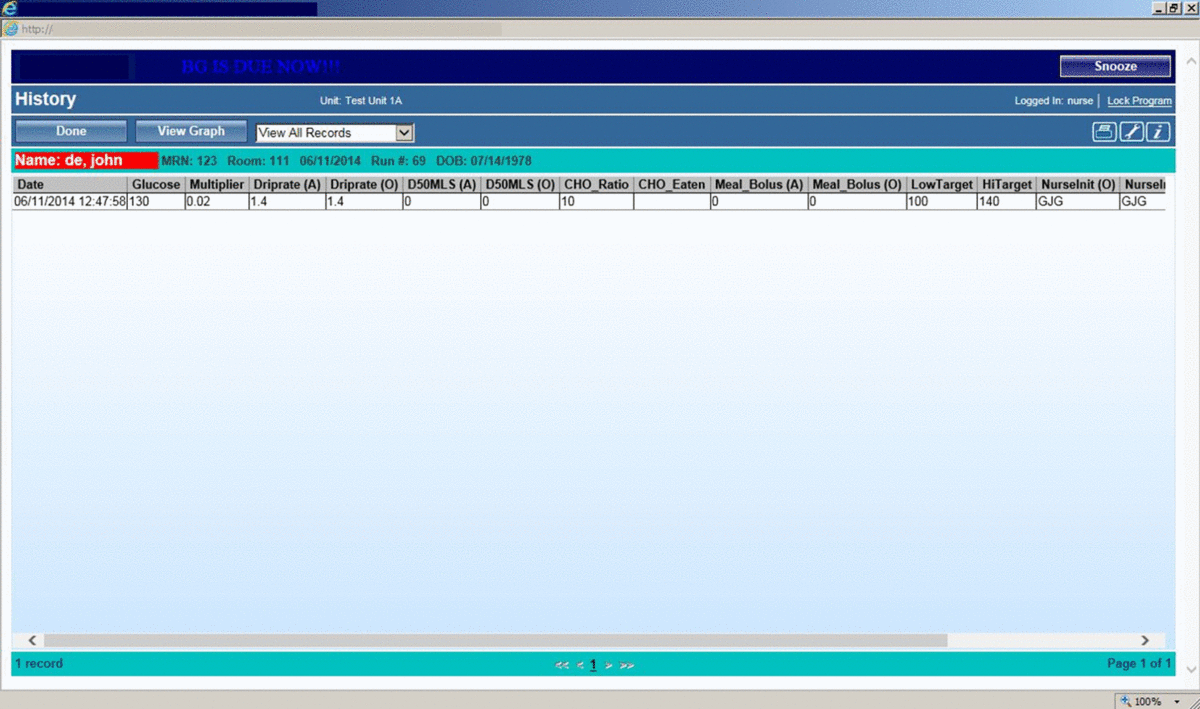 http://
BG IS DUE NOW!!! Snooze
History Unit: Test Unit 1A Logged In: nurse | Lock Program
Done View Graph View All Records
Name: de, john MRN: 123 Room: 111 06/11/2014 Run #: 69 DOB: 07/14/1978
Date Glucose Multiplier Driprate (A) Driprate (O) D50MLS (A) D50MLS (O) CHO_Ratio CHO_Eaten Meal_Bolus (A) Meal_Bolus (O) LowTarget HiTarget NurseInit (O) NurseI
06/11/2014 12:47:58 130 0.02 1.4 1.4 0 0 10 0 0 100 140 GJG GJG
1 record << < 1 > >> Page 1 of 1
100%